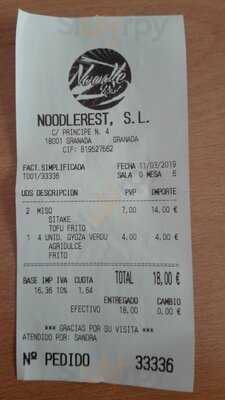 NOODLEREST, S.L.
C/ PRINCIPE N. 4
18001 GRANADA GRANADA
CIF: B19527562
FACT.SIMPLIFICADA FECHA 11/03/2019
T001/33336 SALA 0 MESA 6
UDS DESCRIPCION PVP IMPORTE
2 MISO 7,00 14,00 €
SITAKE
TOFU FRITO
1 4 UNID. GYOZA VERDU 4,00 4,00 €
AGRIDULCE
FRITO
BASE IMP IVA CUOTA TOTAL 18,00 €
16,36 10% 1,64
ENTREGADO CAMBIO
EFECTIVO 18,00 0.00 €
*** GRACIAS POR SU VISITA ***
ATENDIDO POR: SANDRA
Nº PEDIDO 33336